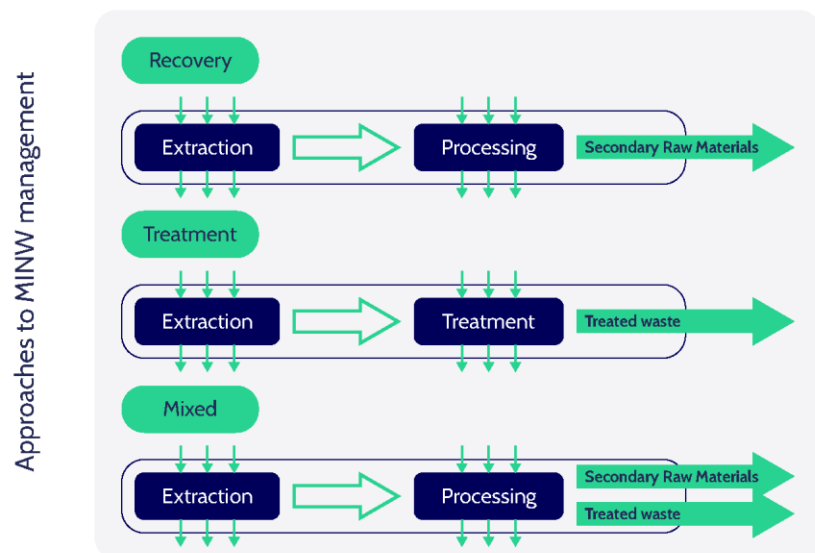 Approaches to MINW management
Recovery
Extraction
Processing
Secondary Raw Materials
Treatment
Extraction
Treatment
Treated waste
Mixed
Extraction
Processing
Secondary Raw Materials
Treated waste